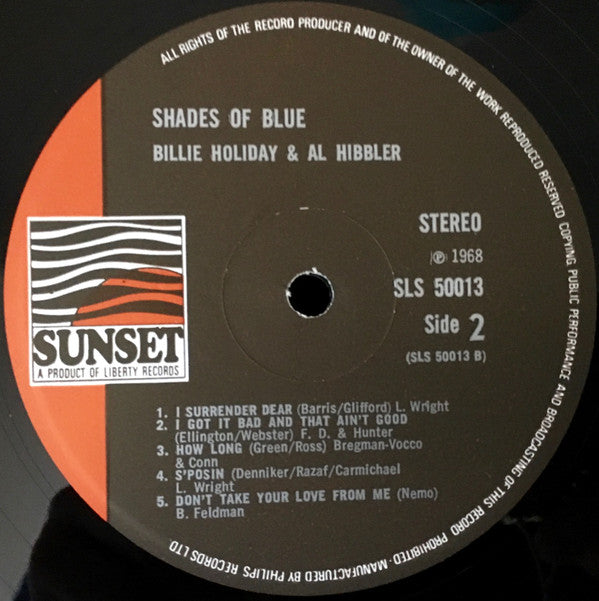 ALL RIGHTS OF THE RECORD PRODUCER AND OF THE OWNER OF THE WORK REPRODUCED RESERVED COPYING PUBLIC PERFORMANCE AND BROADCASTING OF THIS RECORD PROHIBITED · MANUFACTURED BY PHILIPS RECORDS LTD
SHADES OF BLUE
BILLIE HOLIDAY & AL HIBBLER
STEREO
℗ 1968
SLS 50013
Side 2
(SLS 50013 B)
SUNSET
A PRODUCT OF LIBERTY RECORDS
1. I SURRENDER DEAR (Barris/Glifford) L. Wright
2. I GOT IT BAD AND THAT AIN'T GOOD
(Ellington/Webster) F. D. & Hunter
3. HOW LONG (Green/Ross) Bregman-Vocco
& Conn
4. S'POSIN (Denniker/Razaf/Carmichael
L. Wright
5. DON'T TAKE YOUR LOVE FROM ME (Nemo)
B. Feldman